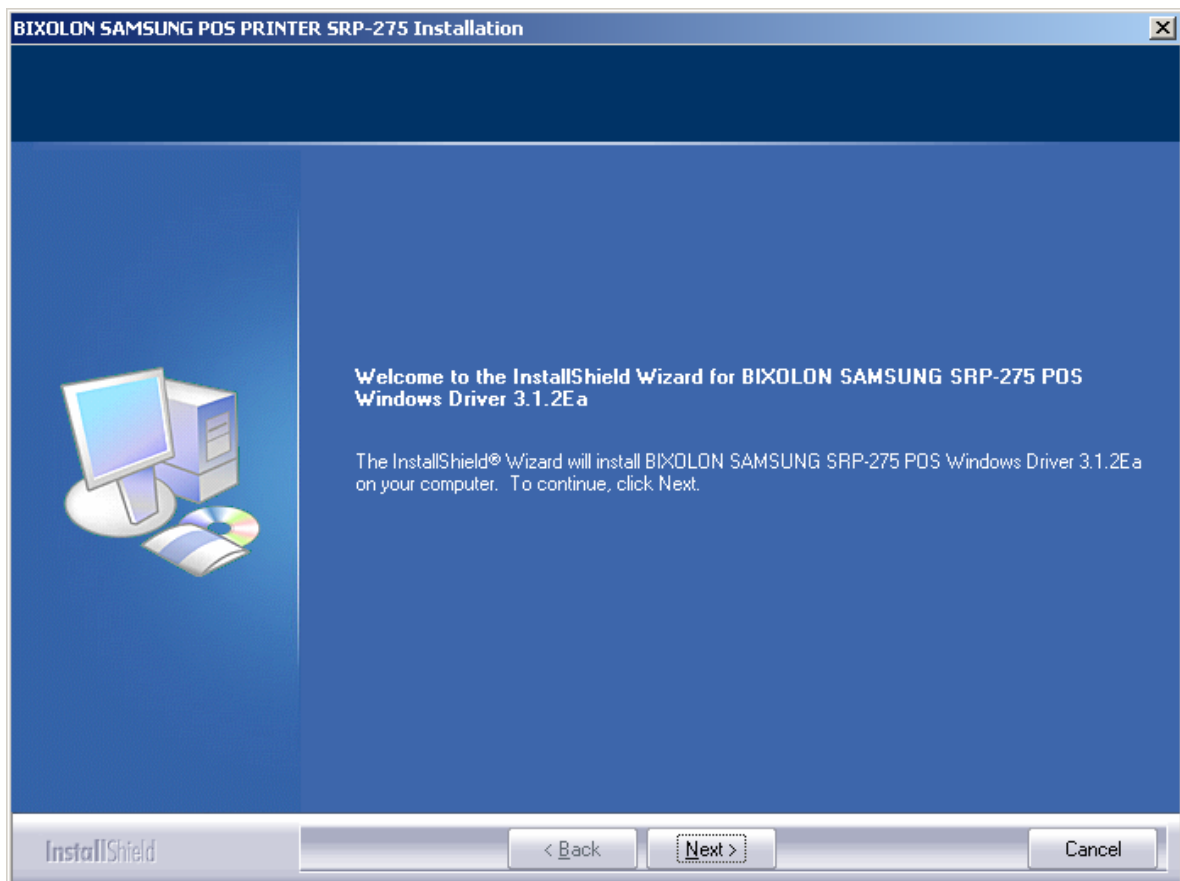 BIXOLON SAMSUNG POS PRINTER SRP-275 Installation
Welcome to the InstallShield Wizard for BIXOLON SAMSUNG SRP-275 POS
Windows Driver 3.1.2Ea
The InstallShield® Wizard will install BIXOLON SAMSUNG SRP-275 POS Windows Driver 3.1.2Ea
on your computer.  To continue, click Next.
InstallShield
< Back
Next >
Cancel